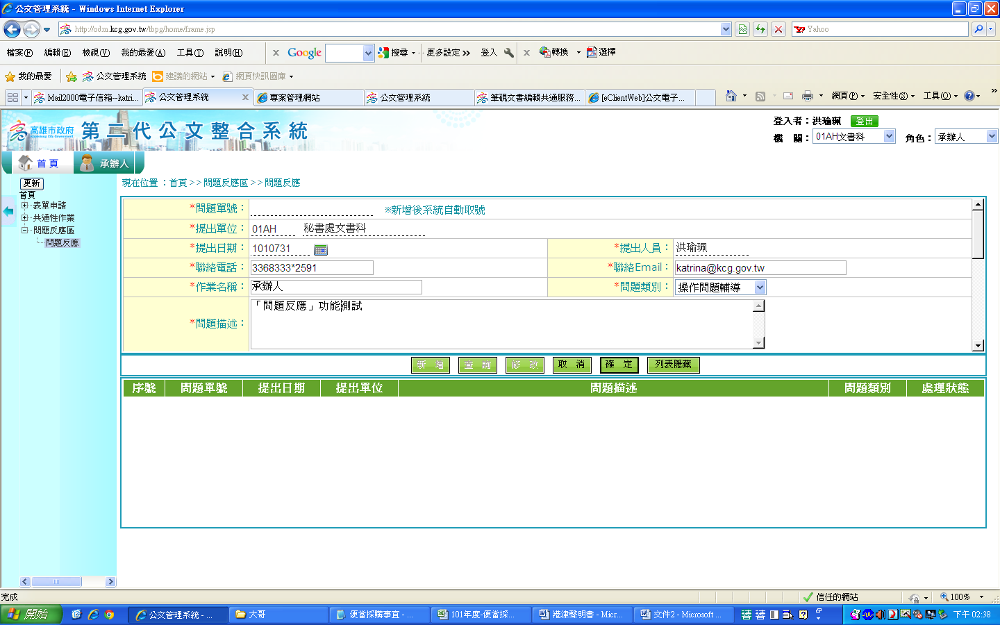 公文管理系統 - Windows Internet Explorer
http://odm.kcg.gov.tw/tbpg/home/frame.jsp
Yahoo
檔案(F) 編輯(E) 檢視(V) 我的最愛(A) 工具(T) 說明(H)
x Google 搜尋 更多設定 >> 登入 x 轉換 選擇
我的最愛 公文管理系統 建議的網站 網頁快訊圖庫
Mail2000電子信箱--katri... 公文管理系統 x 專案管理網站 公文管理系統 筆硯文書編輯共通服務... [eClientWeb]公文電子... 網頁(P) 安全性(S) 工具(O) >>
高雄市政府 第二代公文整合系統
登入者：洪瑜珮 登出
機 關：01AH文書科 角色：承辦人
首頁 承辦人
更新
首頁
表單申請
共通性作業
問題反應區
問題反應
現在位置 ：首頁>>問題反應區>>問題反應
*問題單號： ※新增後系統自動取號
*提出單位： 01AH 秘書處文書科
*提出日期： 1010731 *提出人員： 洪瑜珮
*聯絡電話： 3368333*2591 *聯絡Email： katrina@kcg.gov.tw
*作業名稱： 承辦人 *問題類別： 操作問題輔導
*問題描述： 「問題反應」功能測試
新 增 查 詢 修 改 取 消 確 定 列表隱藏
序號 問題單號 提出日期 提出單位 問題描述 問題類別 處理狀態
完成 信任的網站 100%
開始 公文管理系統 - ... 大哥 便當採購事宜 - ... 101年度-便當採... 港津聲明書 - Micr... 文件2 - Microsoft ... 下午 02:38